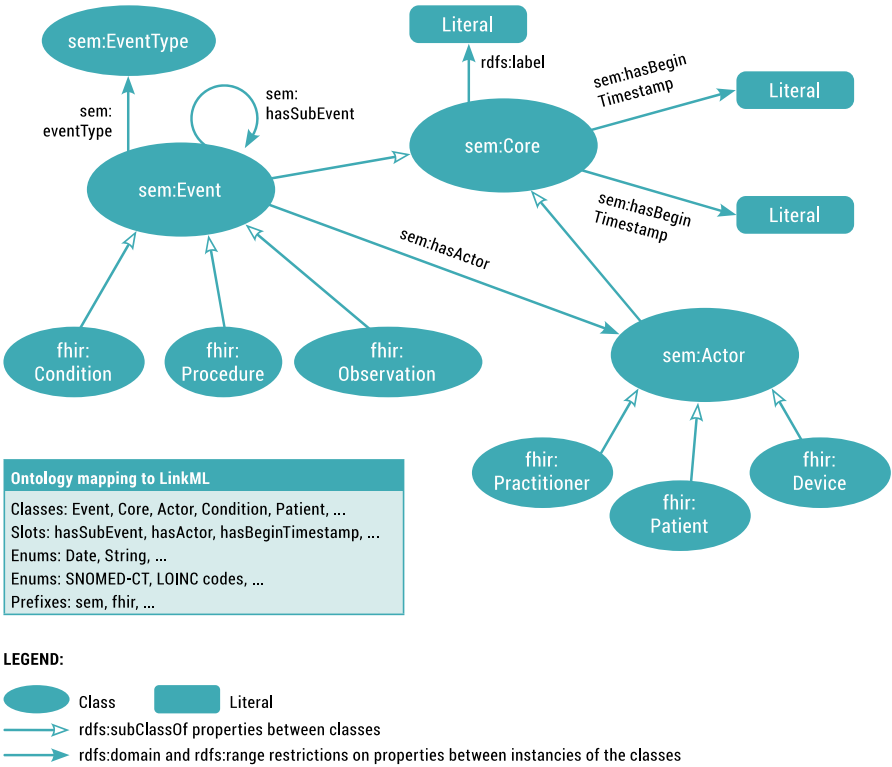 sem:EventType
Literal
rdfs:label
sem:
eventType
sem:
hasSubEvent
sem:hasBegin
Timestamp
Literal
sem:Core
sem:Event
sem:hasBegin
Timestamp
Literal
sem:hasActor
fhir:
Condition
fhir:
Procedure
fhir:
Observation
sem:Actor
fhir:
Practitioner
fhir:
Patient
fhir:
Device
Ontology mapping to LinkML
Classes: Event, Core, Actor, Condition, Patient, ...
Slots: hasSubEvent, hasActor, hasBeginTimestamp, ...
Enums: Date, String, ...
Enums: SNOMED-CT, LOINC codes, ...
Prefixes: sem, fhir, ...
LEGEND:
Class
Literal
rdfs:subClassOf properties between classes
rdfs:domain and rdfs:range restrictions on properties between instancies of the classes